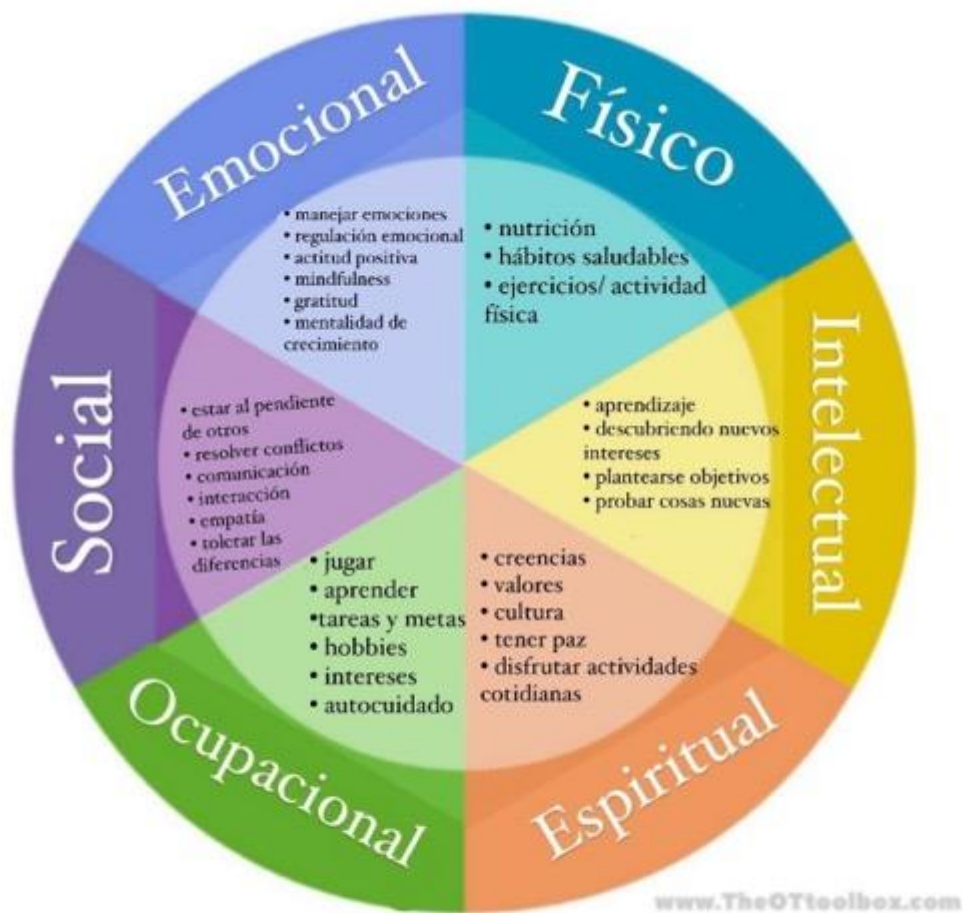 Emocional
• manejar emociones
• regulación emocional
• actitud positiva
• mindfulness
• gratitud
• mentalidad de
crecimiento
Físico
• nutrición
• hábitos saludables
• ejercicios/ actividad
física
Intelectual
• aprendizaje
• descubriendo nuevos
intereses
• plantearse objetivos
• probar cosas nuevas
Espiritual
• creencias
• valores
• cultura
• tener paz
• disfrutar actividades
cotidianas
Ocupacional
• jugar
• aprender
•tareas y metas
• hobbies
• intereses
• autocuidado
Social
• estar al pendiente
de otros
• resolver conflictos
• comunicación
• interacción
• empatía
• tolerar las
diferencias
www.TheOTtoolbox.com